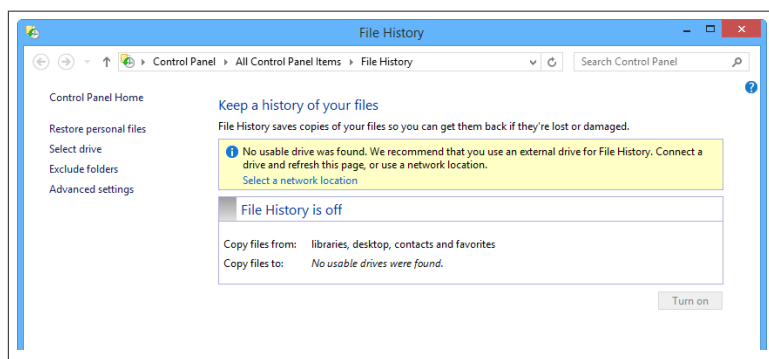 File History
Control Panel
All Control Panel Items
File History
Search Control Panel
Control Panel Home
Restore personal files
Select drive
Exclude folders
Advanced settings
Keep a history of your files
File History saves copies of your files so you can get them back if they're lost or damaged.
No usable drive was found. We recommend that you use an external drive for File History. Connect a
drive and refresh this page, or use a network location.
Select a network location
File History is off
Copy files from: libraries, desktop, contacts and favorites
Copy files to: No usable drives were found.
Turn on